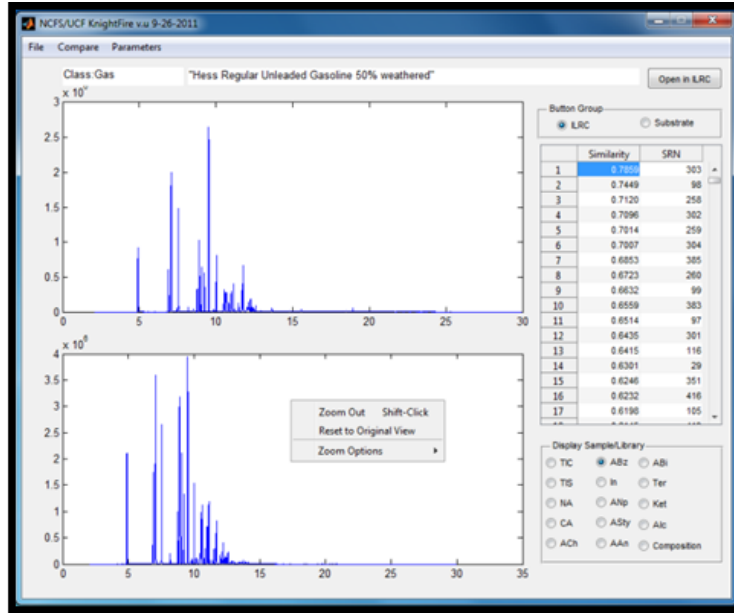 NCFS/UCF KnightFire v.u 9-26-2011
File Compare Parameters
Class:Gas "Hess Regular Unleaded Gasoline 50% weathered" Open in ILRC
3
2.5
2
1.5
1
0.5
0
0 5 10 15 20 25 30
x 10⁶
4
3.5
3
2.5
2
1.5
1
0.5
0
0 5 10 15 20 25 30 35
Zoom Out Shift-Click
Reset to Original View
Zoom Options
Button Group
ILRC Substrate
Similarity SRN
1 0.7859 303
2 0.7449 98
3 0.7120 258
4 0.7096 302
5 0.7014 259
6 0.7007 304
7 0.6853 385
8 0.6723 260
9 0.6632 99
10 0.6559 383
11 0.6514 97
12 0.6435 301
13 0.6415 116
14 0.6301 29
15 0.6246 351
16 0.6232 416
17 0.6198 105
Display Sample/Library
TIC ABz ABi
TIS In Ter
NA ANp Ket
CA ASty Alc
ACh AAn Composition